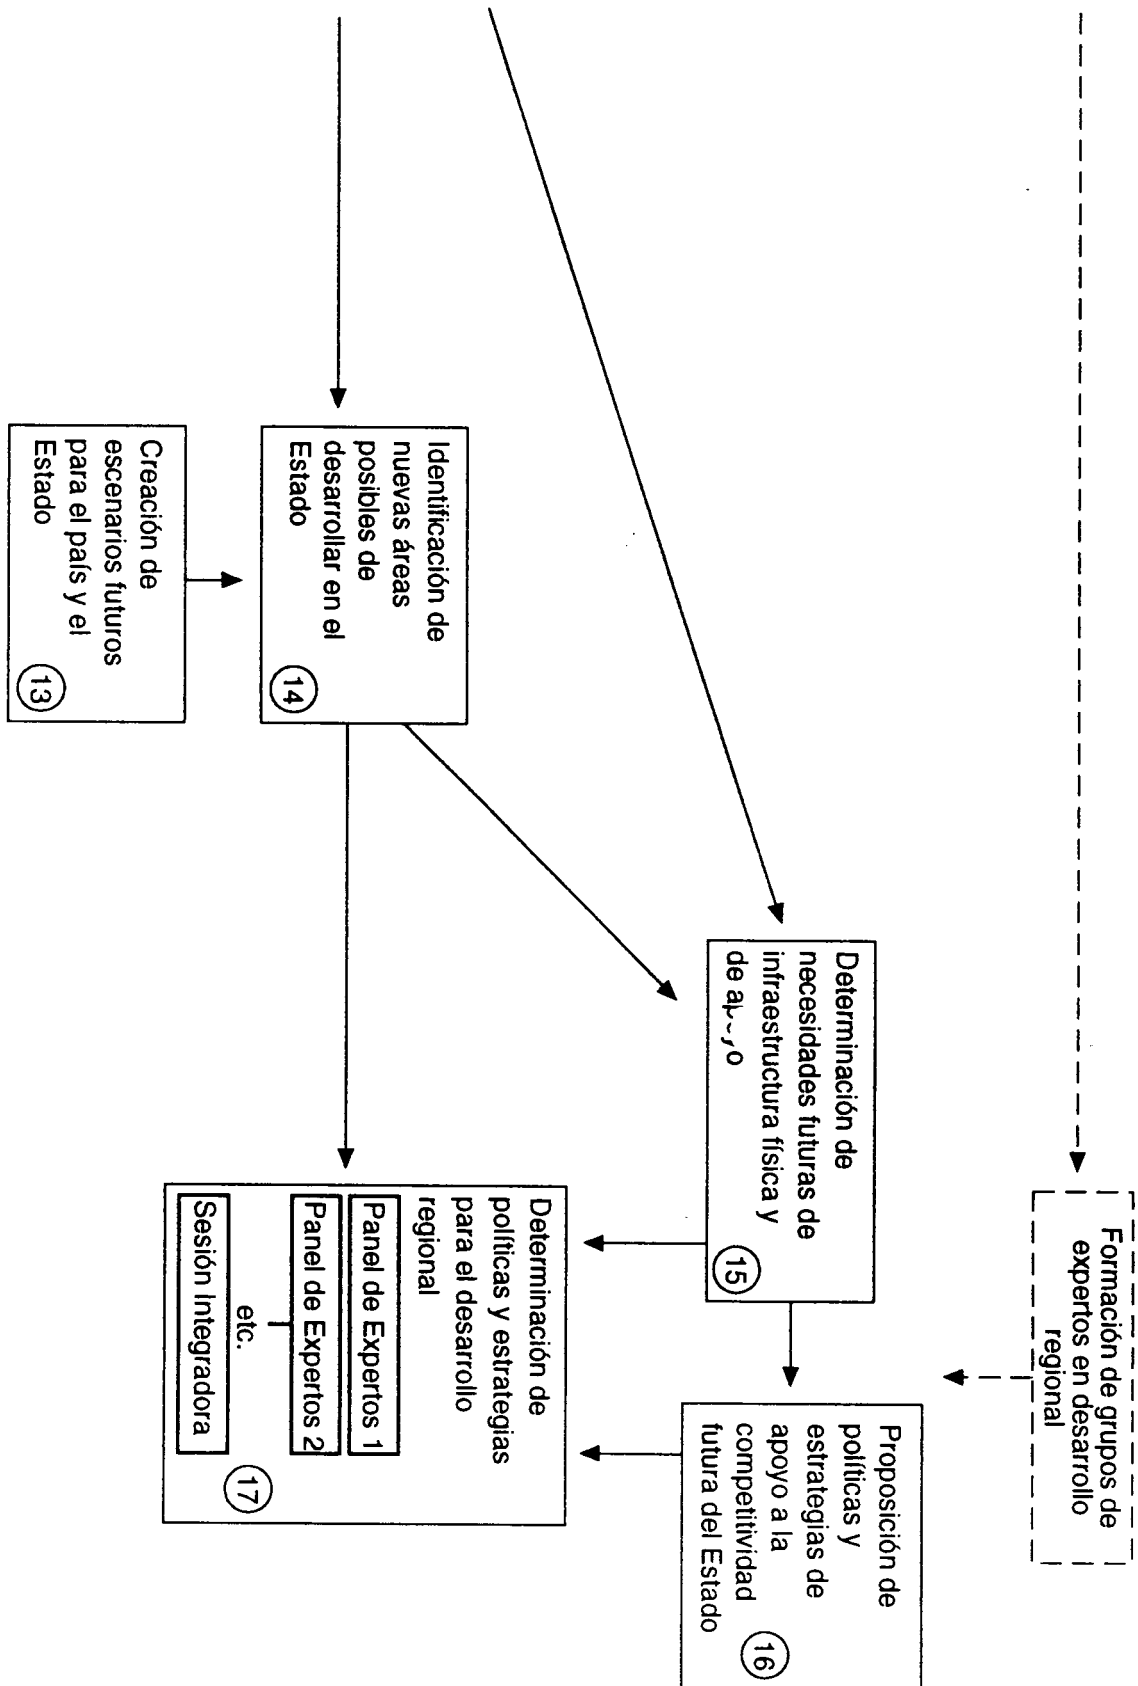 Formación de grupos de
expertos en desarrollo
regional
Proposición de
políticas y
estrategias de
apoyo a la
competitividad
futura del Estado
16
Determinación de
necesidades futuras de
infraestructura física y
de
15
Identificación de
nuevas áreas
posibles de
desarrollar en el
Estado
14
Determinación de
políticas y estrategias
para el desarrollo
regional
Panel de Expertos 1
Panel de Expertos 2
etc.
Sesión Integradora
17
Creación de
escenarios futuros
para el país y el
Estado
13